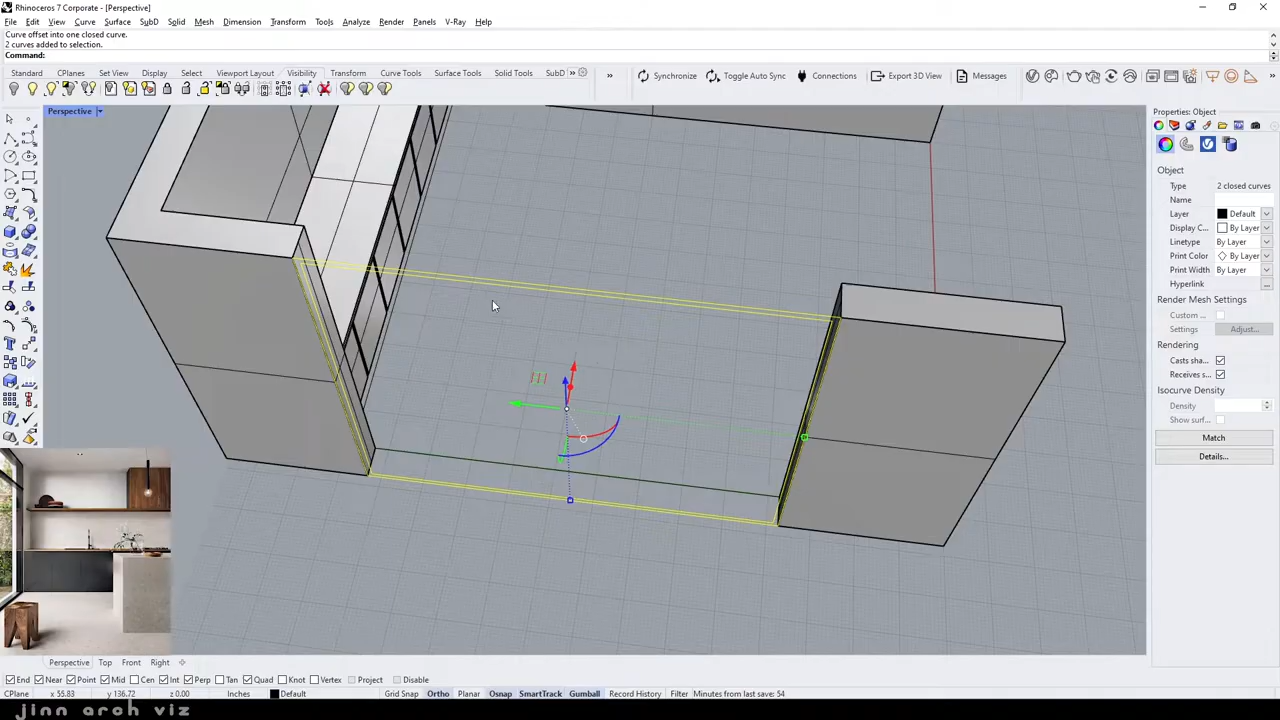 Rhinoceros 7 Corporate - [Perspective]
File Edit View Curve Surface SubD Solid Mesh Dimension Transform Tools Analyze Render Panels V-Ray Help
Curve offset into one closed curve.
2 curves added to selection.
Command:
Standard CPlanes Set View Display Select Viewport Layout Visibility Transform Curve Tools Surface Tools Solid Tools SubD » » Synchronize Toggle Auto Sync Connections Export 3D View Messages
Perspective
Properties: Object
Object
Type 2 closed curves
Name
Layer Default
Display C... By Layer
Linetype By Layer
Print Color By Layer
Print Width By Layer
Hyperlink ...
Render Mesh Settings
Custom ...
Settings Adjust...
Rendering
Casts sha...
Receives s...
Isocurve Density
Density
Show surf...
Match
Details...
Perspective Top Front Right
End Near Point Mid Cen Int Perp Tan Quad Knot Vertex Project Disable
CPlane x 55.83 y 136.72 z 0.00 Inches Default Grid Snap Ortho Planar Osnap SmartTrack Gumball Record History Filter Minutes from last save: 54
jinn arch viz